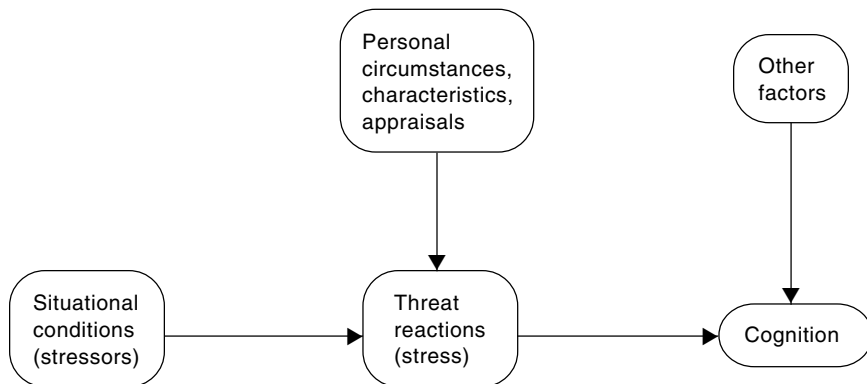 Personal
circumstances,
characteristics,
appraisals
Other
factors
Situational
conditions
(stressors)
Threat
reactions
(stress)
Cognition